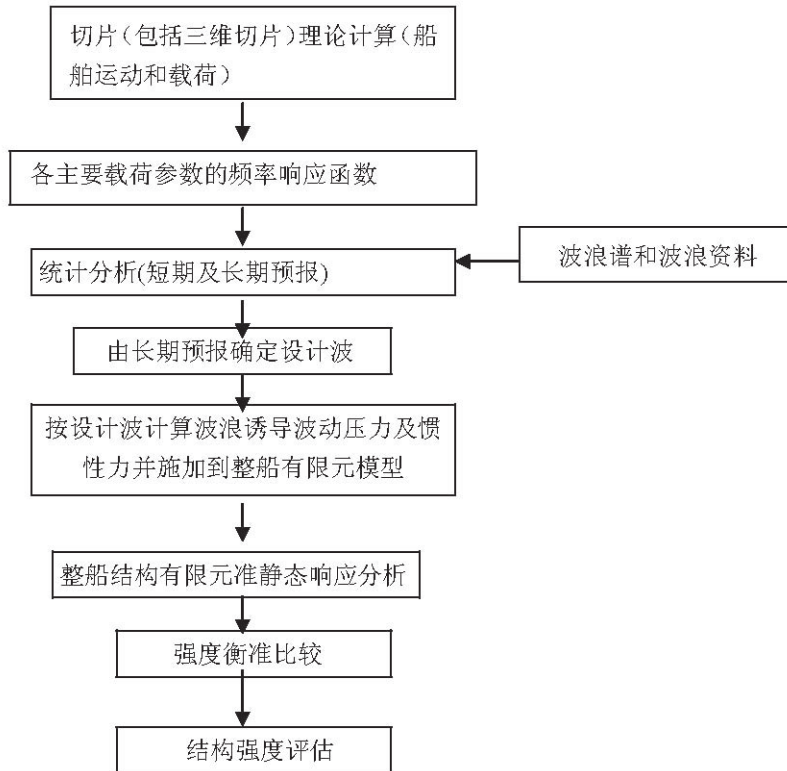 切片（包括三维切片）理论计算（船
舶运动和载荷）
各主要载荷参数的频率响应函数
统计分析(短期及长期预报)
波浪谱和波浪资料
由长期预报确定设计波
按设计波计算波浪诱导波动压力及惯
性力并施加到整船有限元模型
整船结构有限元准静态响应分析
强度衡准比较
结构强度评估